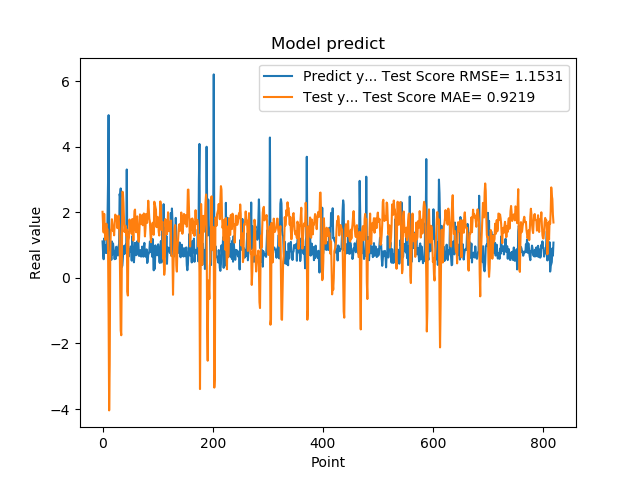 Model predict
Predict y... Test Score RMSE= 1.1531
Test y... Test Score MAE= 0.9219
6
4
2
0
−2
−4
Real value
0 200 400 600 800
Point